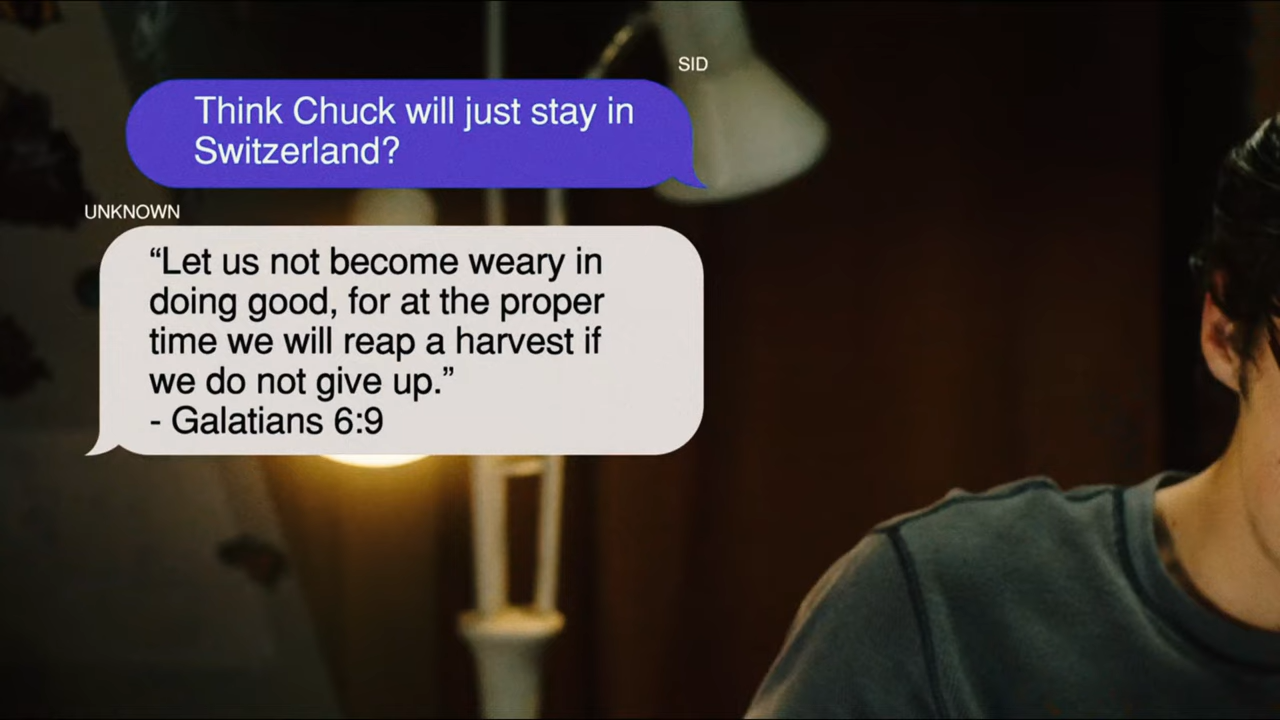 SID
Think Chuck will just stay in
Switzerland?
UNKNOWN
“Let us not become weary in
doing good, for at the proper
time we will reap a harvest if
we do not give up.”
- Galatians 6:9